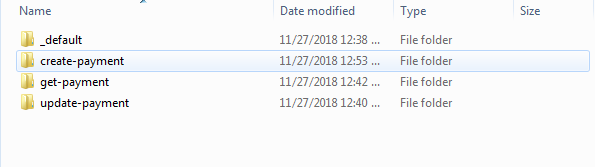 Name Date modified Type Size
_default 11/27/2018 12:38 ... File folder
create-payment 11/27/2018 12:53 ... File folder
get-payment 11/27/2018 12:42 ... File folder
update-payment 11/27/2018 12:40 ... File folder